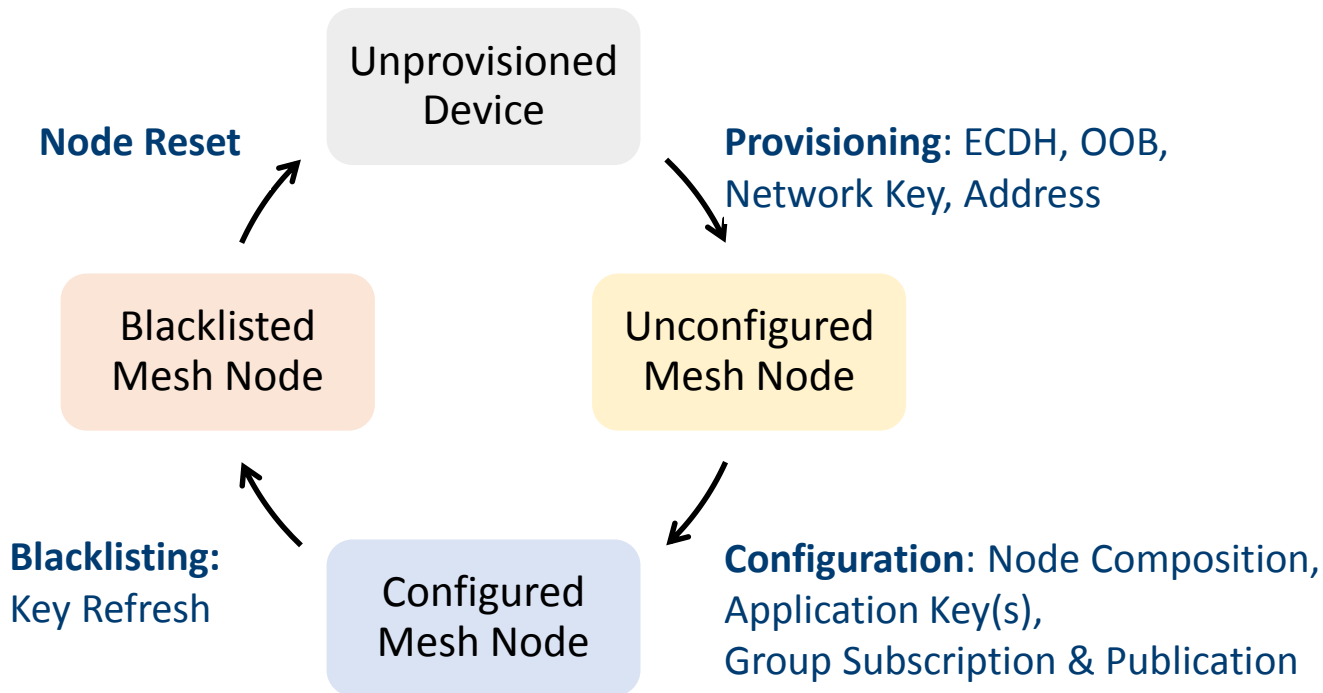 Unprovisioned
Device
Node Reset
Provisioning: ECDH, OOB,
Network Key, Address
Blacklisted
Mesh Node
Unconfigured
Mesh Node
Blacklisting:
Key Refresh
Configured
Mesh Node
Configuration: Node Composition,
Application Key(s),
Group Subscription & Publication